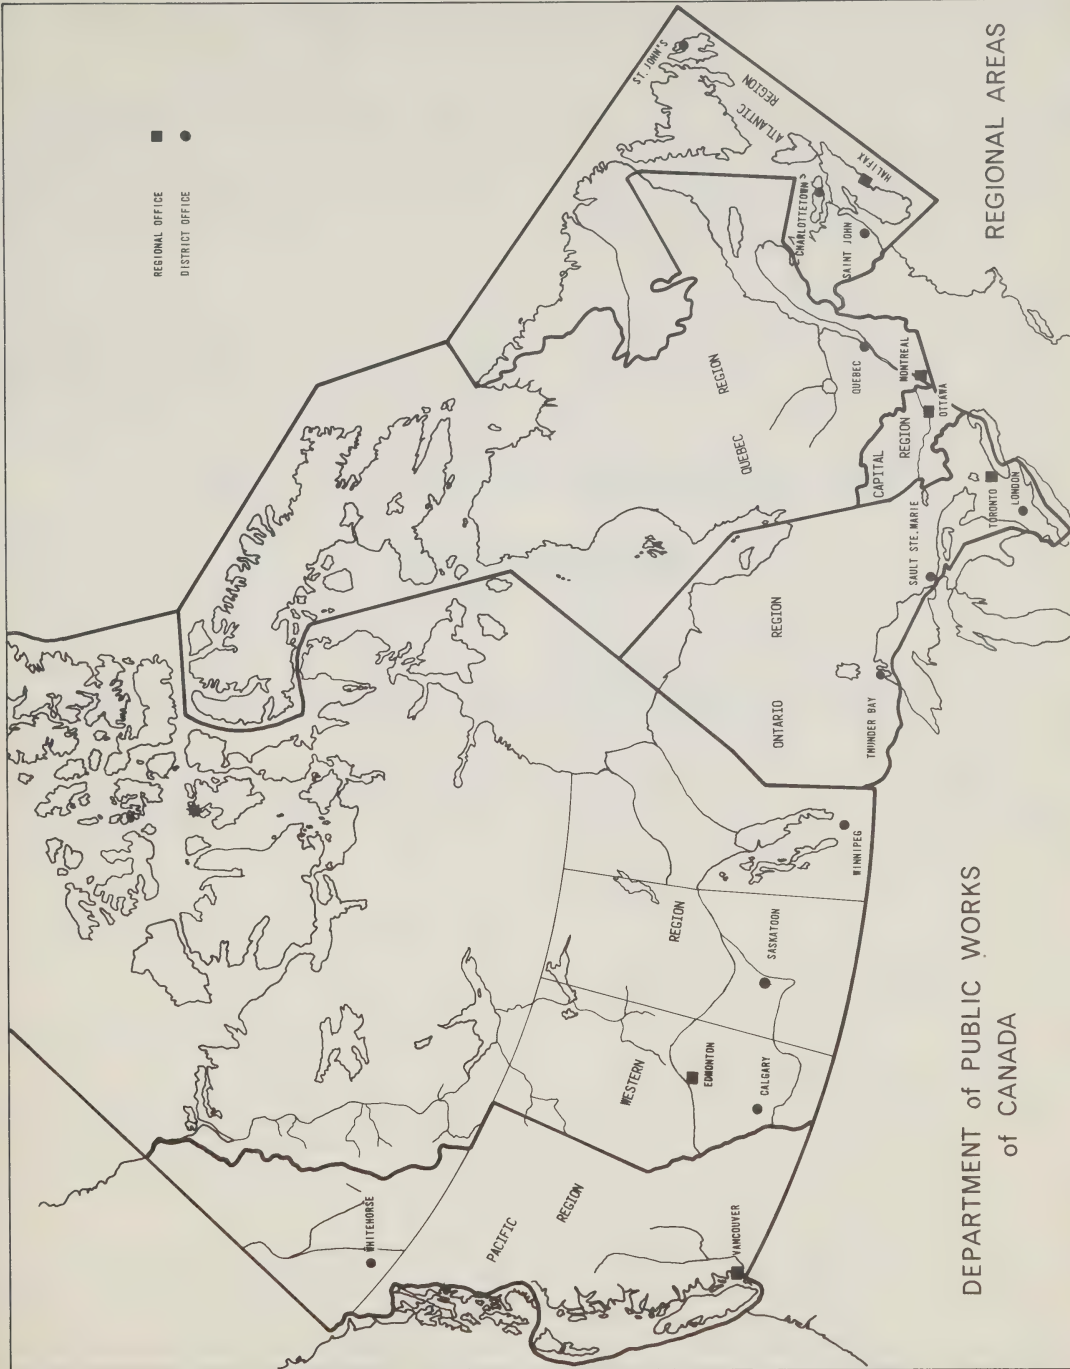 REGIONAL OFFICE
DISTRICT OFFICE
ST. JOHN'S
ATLANTIC
REGION
HALIFAX
CHARLOTTETOWN
SAINT JOHN
QUEBEC
REGION
QUEBEC
MONTREAL
OTTAWA
CAPITAL
REGION
TORONTO
LONDON
SAULT STE. MARIE
ONTARIO REGION
THUNDER BAY
WINNIPEG
WESTERN
REGION
SASKATOON
EDMONTON
CALGARY
PACIFIC
REGION
WHITEHORSE
VANCOUVER
DEPARTMENT of PUBLIC WORKS
of CANADA
REGIONAL AREAS